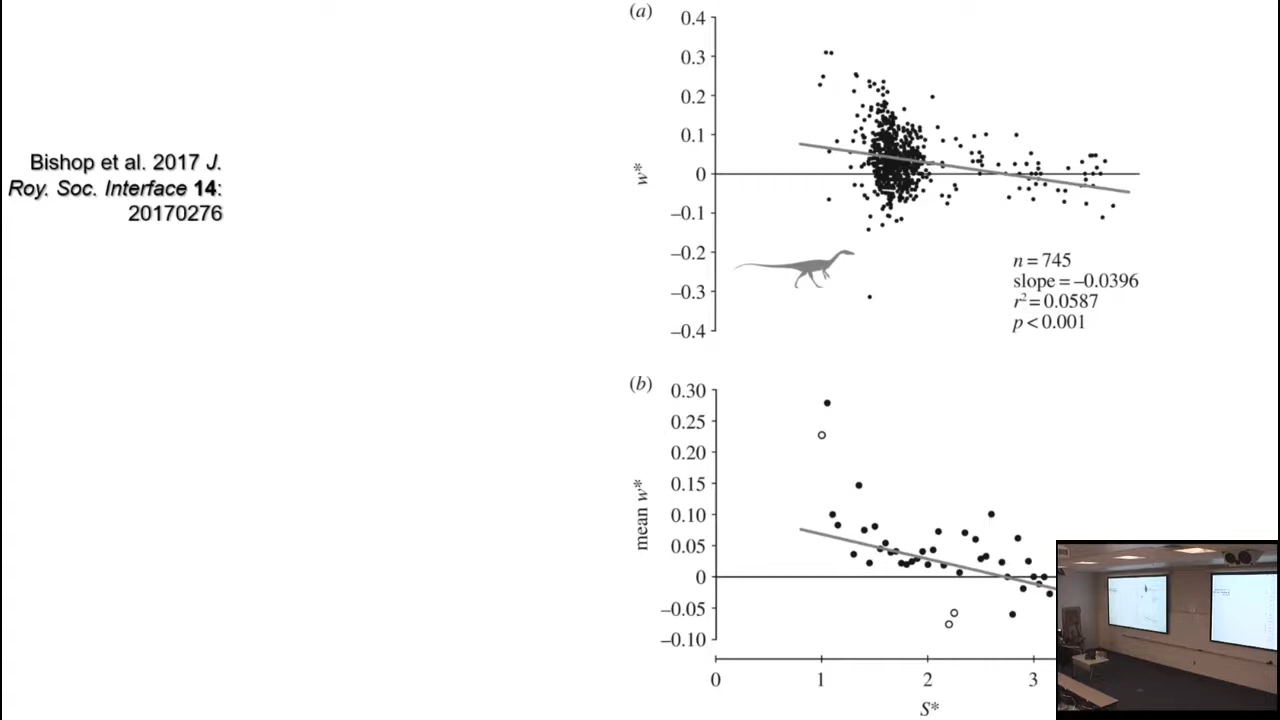 Bishop et al. 2017 J.
Roy. Soc. Interface 14:
20170276
(a)
0.4
0.3
0.2
0.1
0
–0.1
–0.2
–0.3
–0.4
w*
n = 745
slope = –0.0396
r² = 0.0587
p < 0.001
(b)
0.30
0.25
0.20
0.15
0.10
0.05
0
–0.05
–0.10
mean w*
0 1 2 3
S*